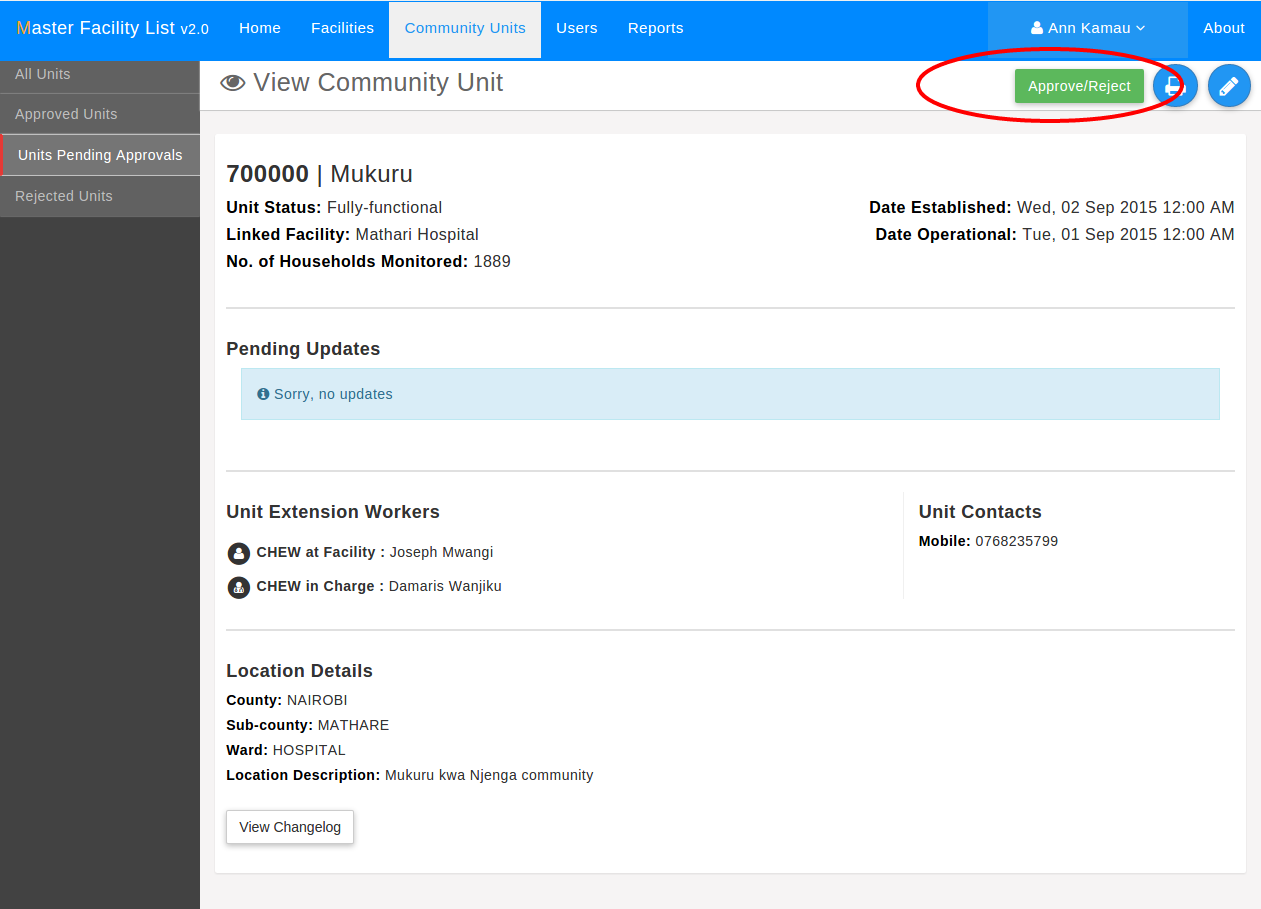 Master Facility List v2.0 Home Facilities Community Units Users Reports Ann Kamau About
All Units
Approved Units
Units Pending Approvals
Rejected Units
View Community Unit
Approve/Reject
700000 | Mukuru
Unit Status: Fully-functional
Date Established: Wed, 02 Sep 2015 12:00 AM
Linked Facility: Mathari Hospital
Date Operational: Tue, 01 Sep 2015 12:00 AM
No. of Households Monitored: 1889
Pending Updates
Sorry, no updates
Unit Extension Workers
CHEW at Facility : Joseph Mwangi
CHEW in Charge : Damaris Wanjiku
Unit Contacts
Mobile: 0768235799
Location Details
County: NAIROBI
Sub-county: MATHARE
Ward: HOSPITAL
Location Description: Mukuru kwa Njenga community
View Changelog